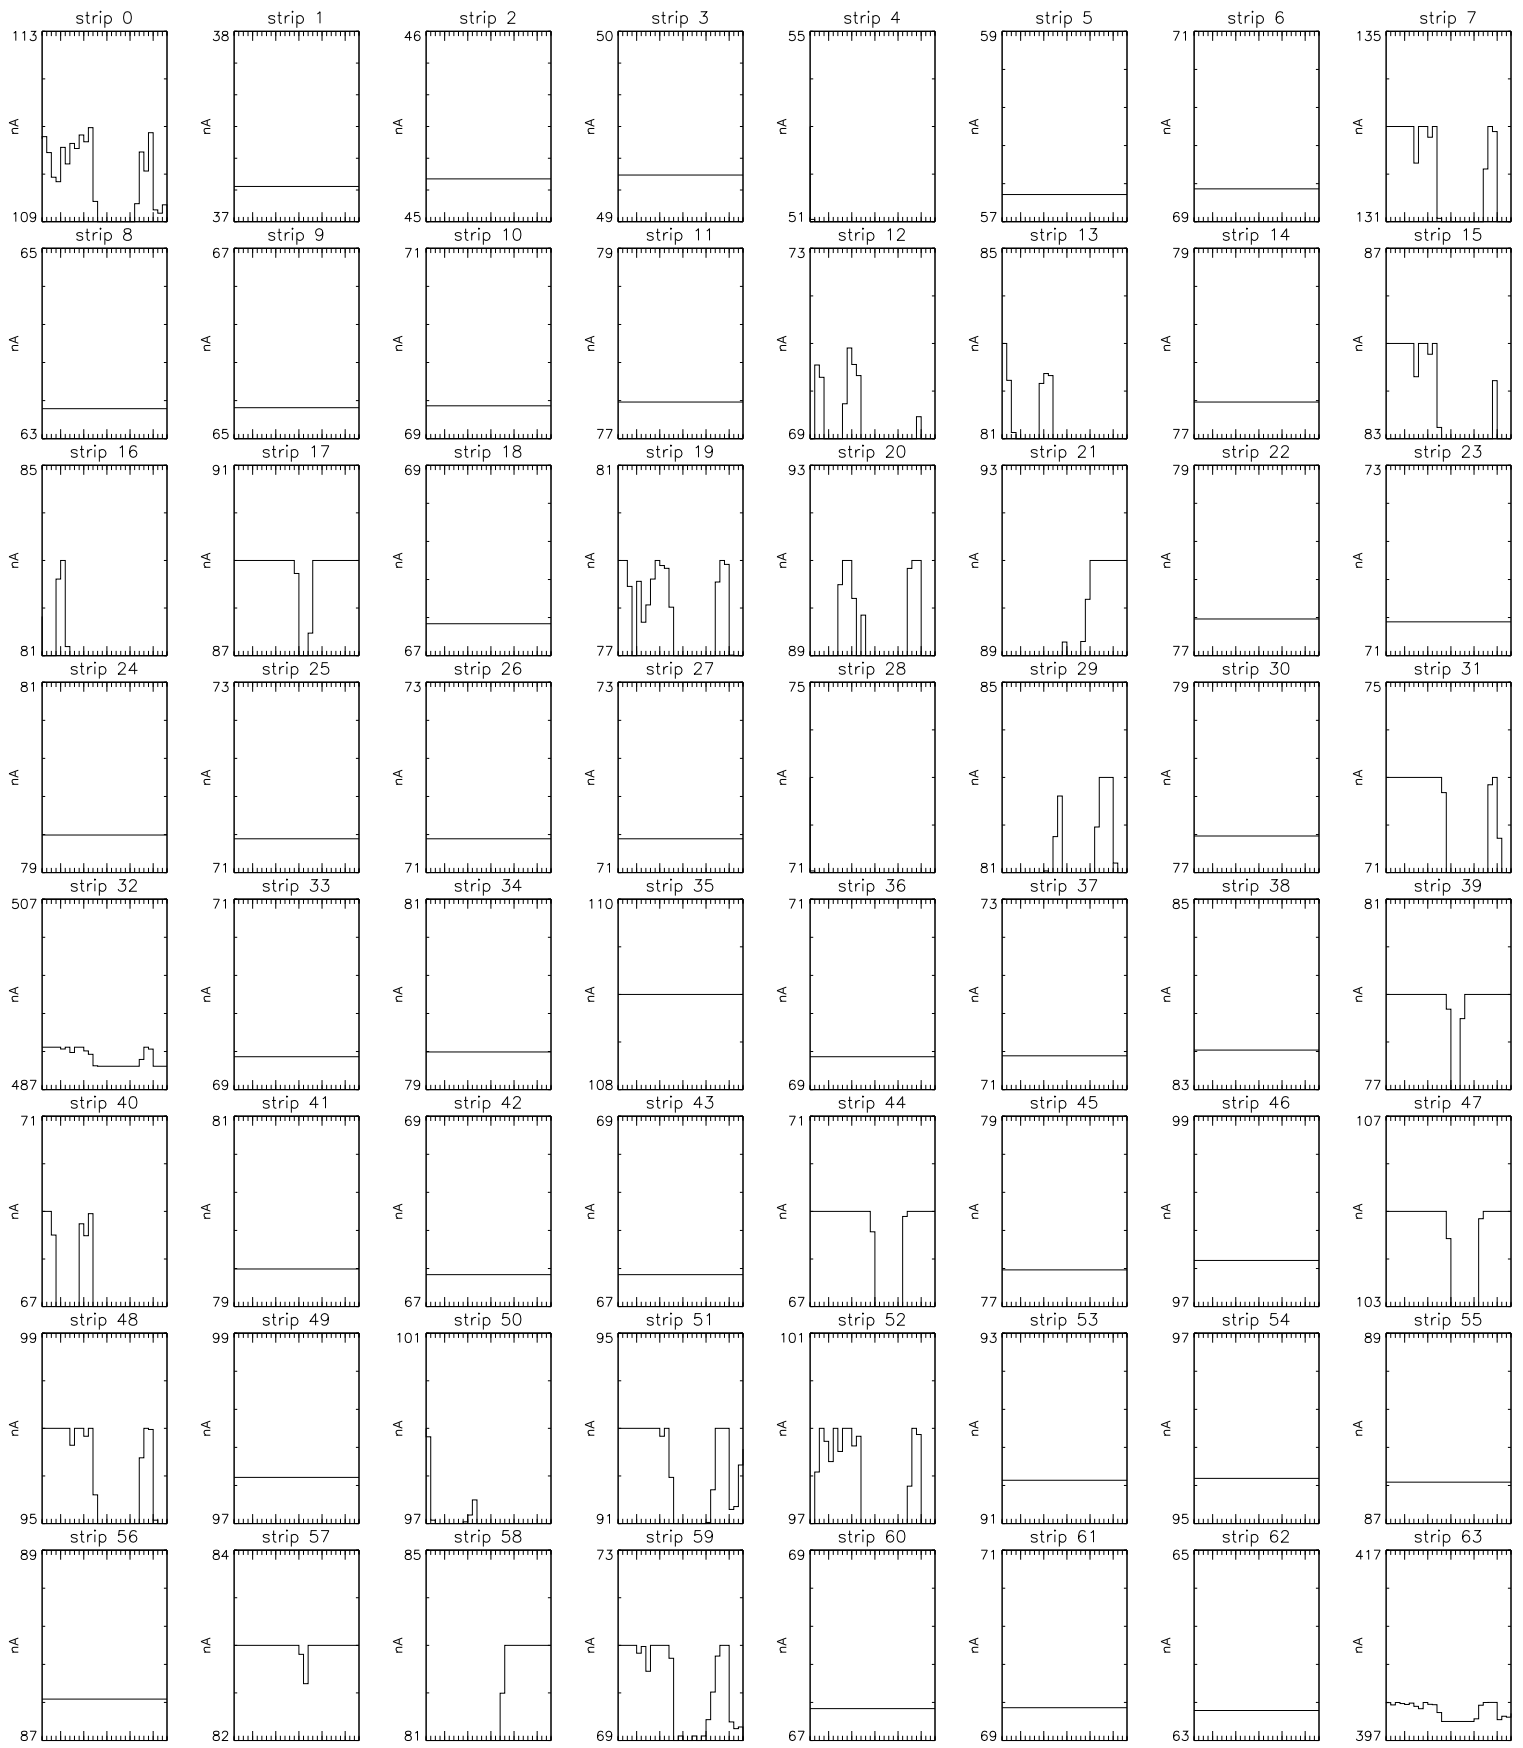 strip 0 strip 1 strip 2 strip 3 strip 4 strip 5 strip 6 strip 7
113 38 46 50 55 59 71 135
nA nA nA nA nA nA nA nA
109 37 45 49 51 57 69 131
strip 8 strip 9 strip 10 strip 11 strip 12 strip 13 strip 14 strip 15
65 67 71 79 73 85 79 87
nA nA nA nA nA nA nA nA
63 65 69 77 69 81 77 83
strip 16 strip 17 strip 18 strip 19 strip 20 strip 21 strip 22 strip 23
85 91 69 81 93 93 79 73
nA nA nA nA nA nA nA nA
81 87 67 77 89 89 77 71
strip 24 strip 25 strip 26 strip 27 strip 28 strip 29 strip 30 strip 31
81 73 73 73 75 85 79 75
nA nA nA nA nA nA nA nA
79 71 71 71 71 81 77 71
strip 32 strip 33 strip 34 strip 35 strip 36 strip 37 strip 38 strip 39
507 71 81 110 71 73 85 81
nA nA nA nA nA nA nA nA
487 69 79 108 69 71 83 77
strip 40 strip 41 strip 42 strip 43 strip 44 strip 45 strip 46 strip 47
71 81 69 69 71 79 99 107
nA nA nA nA nA nA nA nA
67 79 67 67 67 77 97 103
strip 48 strip 49 strip 50 strip 51 strip 52 strip 53 strip 54 strip 55
99 99 101 95 101 93 97 89
nA nA nA nA nA nA nA nA
95 97 97 91 97 91 95 87
strip 56 strip 57 strip 58 strip 59 strip 60 strip 61 strip 62 strip 63
89 84 85 73 69 71 65 417
nA nA nA nA nA nA nA nA
87 82 81 69 67 69 63 397